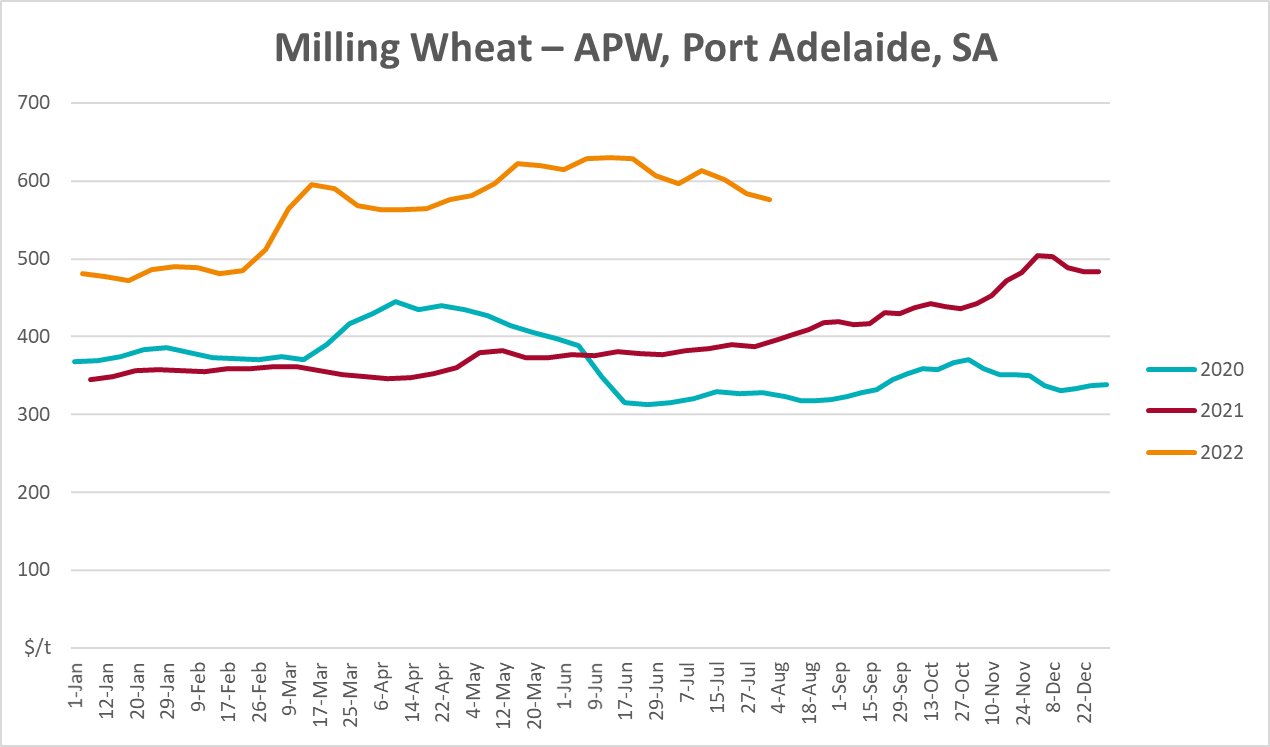 Milling Wheat – APW, Port Adelaide, SA
700
600
500
400
300
200
100
$/t
1-Jan
12-Jan
20-Jan
29-Jan
9-Feb
17-Feb
26-Feb
9-Mar
17-Mar
25-Mar
6-Apr
14-Apr
22-Apr
4-May
12-May
20-May
1-Jun
9-Jun
17-Jun
29-Jun
7-Jul
15-Jul
27-Jul
4-Aug
18-Aug
1-Sep
15-Sep
29-Sep
13-Oct
27-Oct
10-Nov
24-Nov
8-Dec
22-Dec
2020
2021
2022